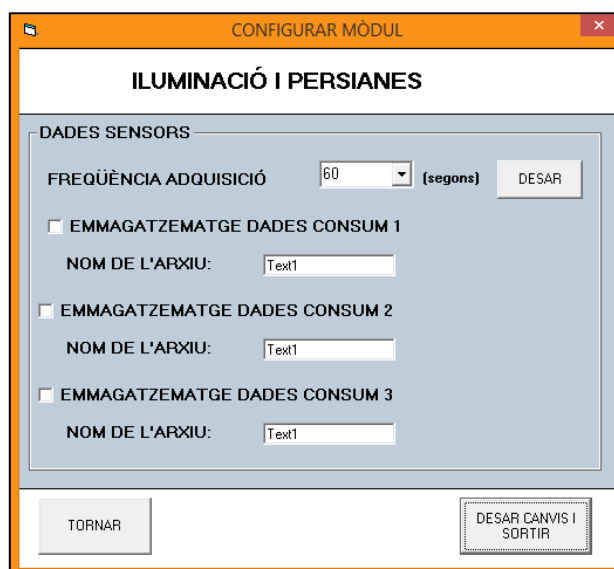 CONFIGURAR MÒDUL
ILUMINACIÓ I PERSIANES
DADES SENSORS
FREQÜÈNCIA ADQUISICIÓ 60 (segons) DESAR
EMMAGATZEMATGE DADES CONSUM 1
NOM DE L'ARXIU: Text1
EMMAGATZEMATGE DADES CONSUM 2
NOM DE L'ARXIU: Text1
EMMAGATZEMATGE DADES CONSUM 3
NOM DE L'ARXIU: Text1
TORNAR
DESAR CANVIS I
SORTIR